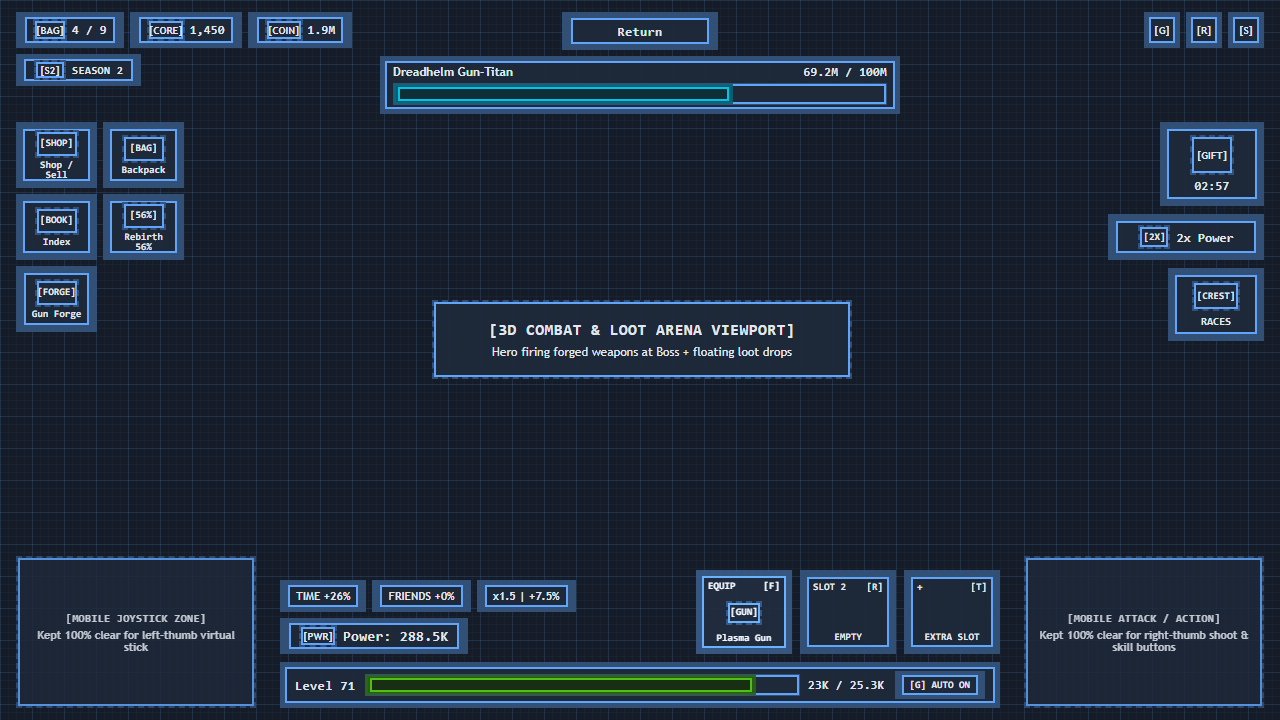 [BAG] 4 / 9
[CORE] 1,450
[COIN] 1.9M
Return
[G]
[R]
[S]
[S2] SEASON 2
Dreadhelm Gun-Titan
69.2M / 100M
[SHOP]
Shop /
Sell
[BAG]
Backpack
[GIFT]
02:57
[BOOK]
Index
[56%]
Rebirth
56%
[2X] 2x Power
[FORGE]
Gun Forge
[CREST]
RACES
[3D COMBAT & LOOT ARENA VIEWPORT]
Hero firing forged weapons at Boss + floating loot drops
[MOBILE JOYSTICK ZONE]
Kept 100% clear for left-thumb virtual
stick
TIME +26%
FRIENDS +0%
x1.5 | +7.5%
[PWR] Power: 288.5K
EQUIP [F]
[GUN]
Plasma Gun
SLOT 2 [R]
EMPTY
+ [T]
EXTRA SLOT
Level 71
23K / 25.3K
[G] AUTO ON
[MOBILE ATTACK / ACTION]
Kept 100% clear for right-thumb shoot &
skill buttons